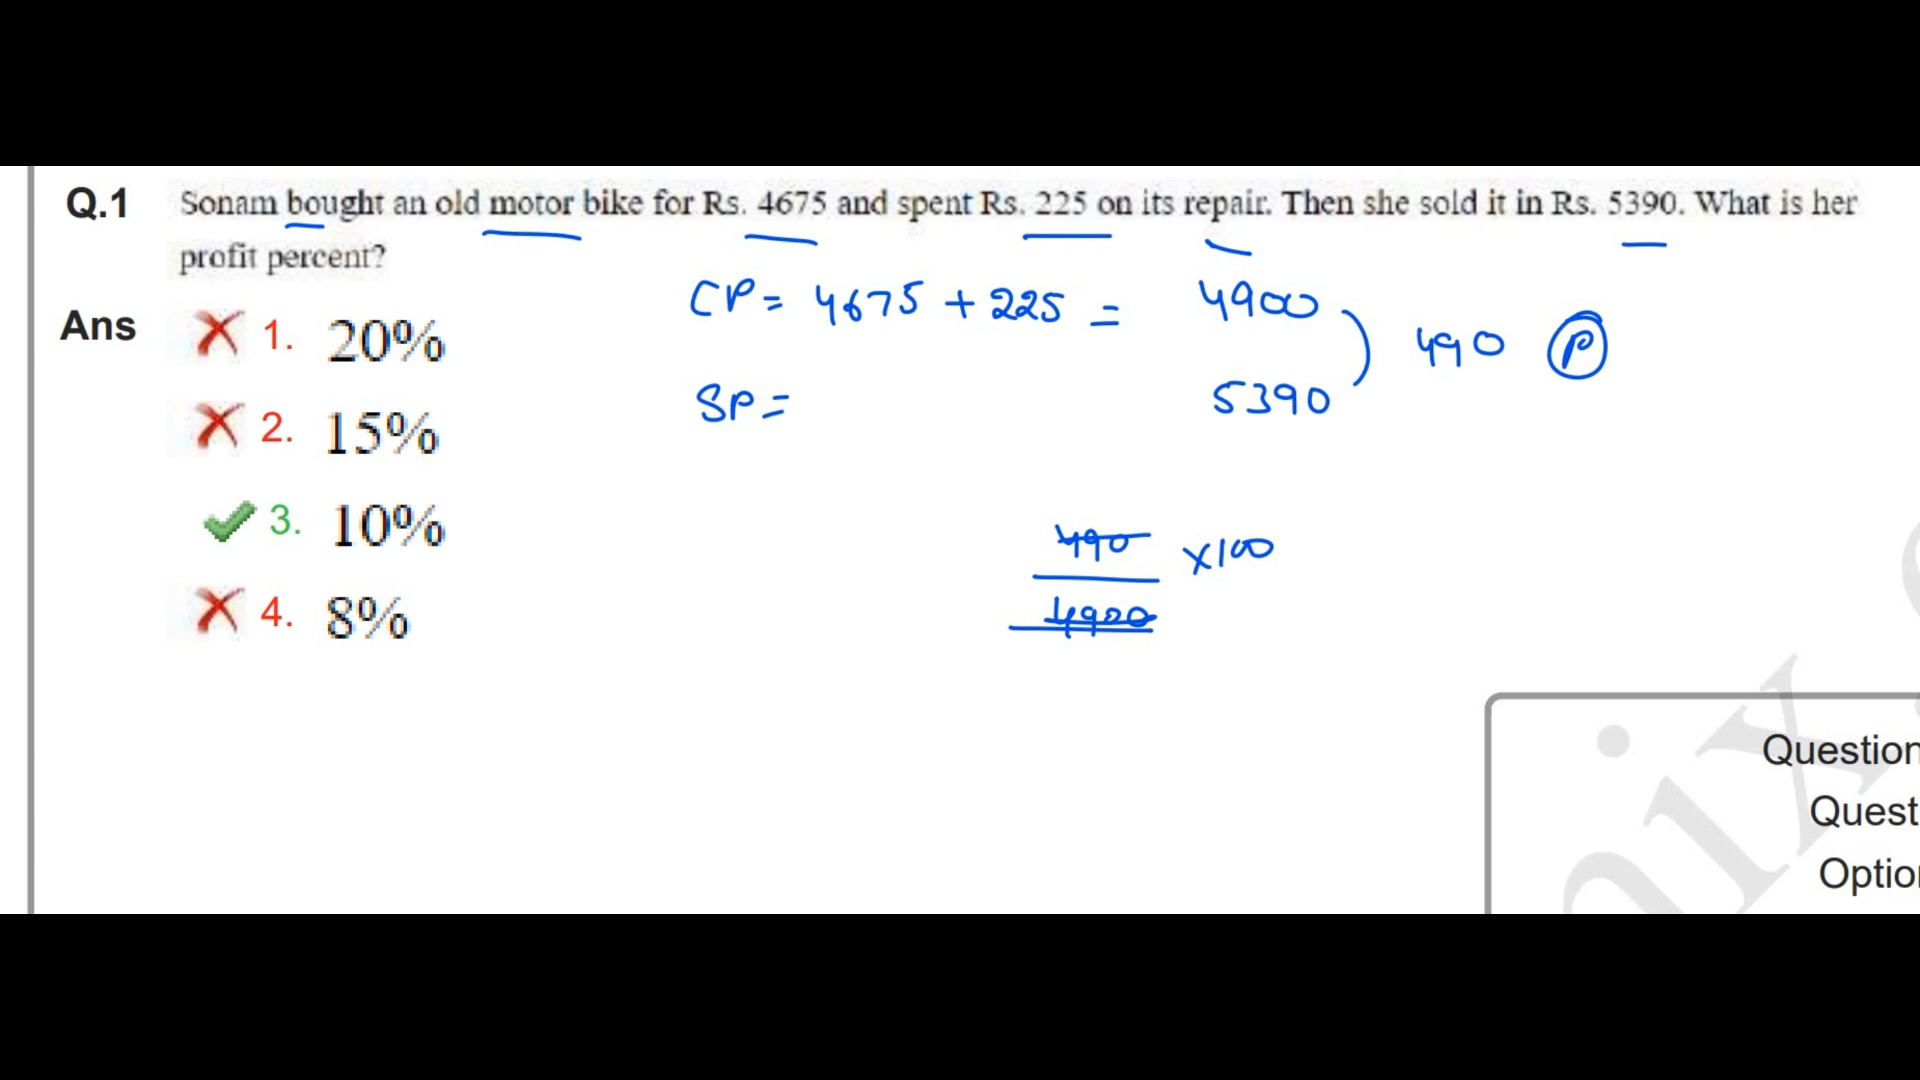 Q.1 Sonam bought an old motor bike for Rs. 4675 and spent Rs. 225 on its repair. Then she sold it in Rs. 5390. What is her
profit percent?
CP = 4675 + 225 = 4900
490 P
SP = 5390
Ans 1. 20%
2. 15%
3. 10%
4. 8%
490
×100
4900
Question
Quest
Option
nix.